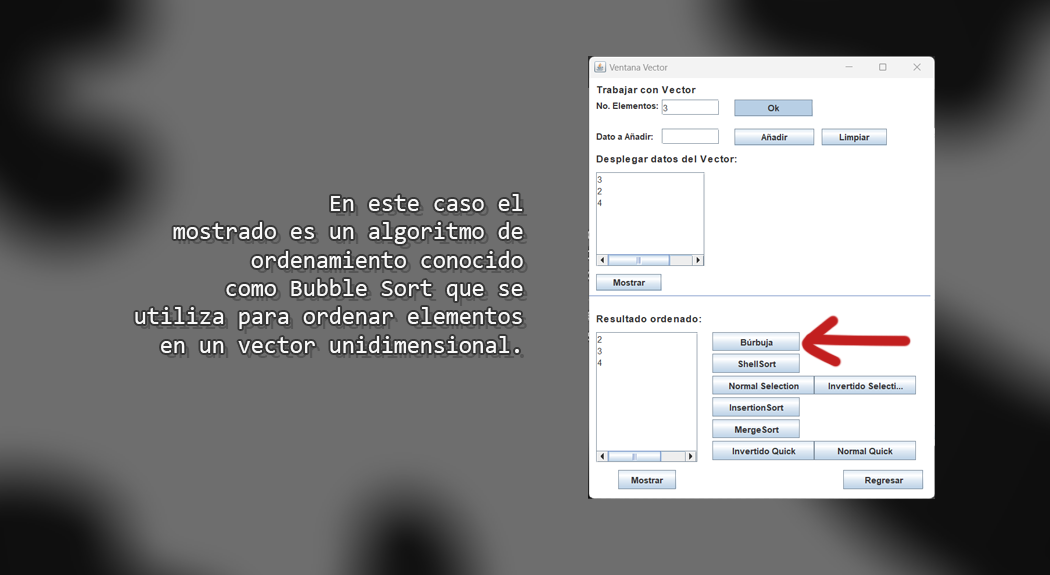 En este caso el
mostrado es un algoritmo de
ordenamiento conocido
como Bubble Sort que se
utiliza para ordenar elementos
en un vector unidimensional.
Ventana Vector
Trabajar con Vector
No. Elementos: 3 Ok
Dato a Añadir: Añadir Limpiar
Desplegar datos del Vector:
3
2
4
Mostrar
Resultado ordenado:
2
3
4
Búrbuja
ShellSort
Normal Selection Invertido Selecti...
InsertionSort
MergeSort
Invertido Quick Normal Quick
Mostrar Regresar